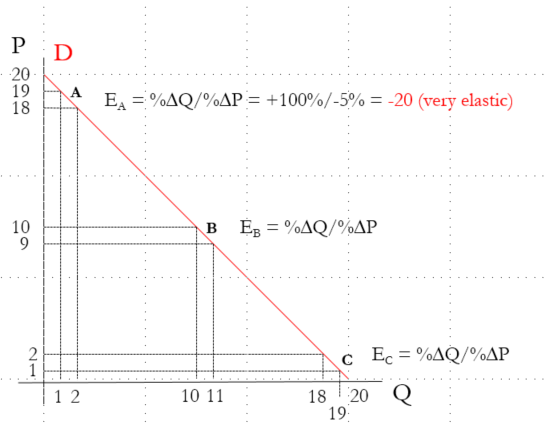 P D
20
19 A
18
E_A = %ΔQ/%ΔP = +100%/-5% = -20 (very elastic)
10 B E_B = %ΔQ/%ΔP
9
2 C E_C = %ΔQ/%ΔP
1
1 2 10 11 18 20 Q
19